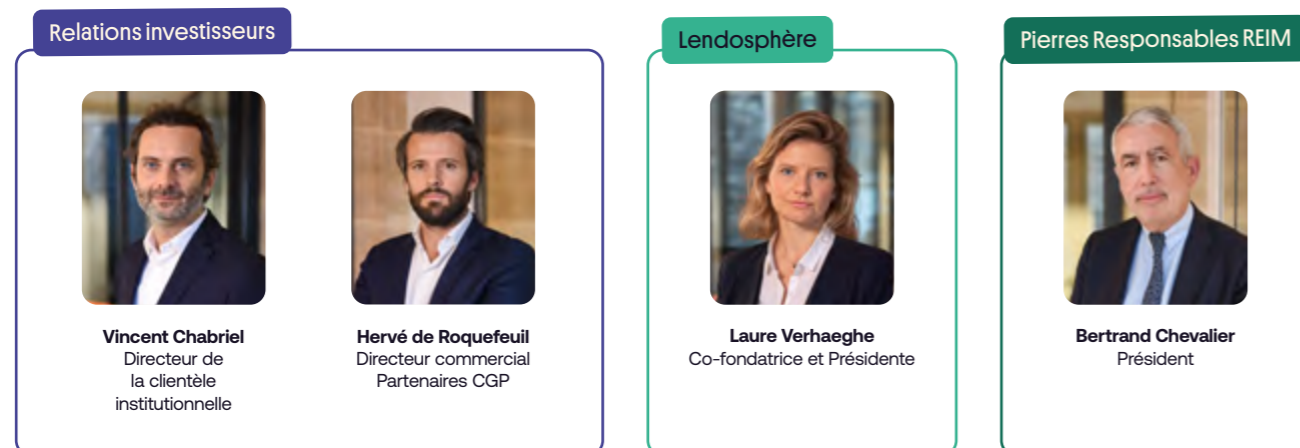 Relations investisseurs
Vincent Chabriel
Directeur de
la clientèle
institutionnelle
Hervé de Roquefeuil
Directeur commercial
Partenaires CGP
Lendosphère
Laure Verhaeghe
Co-fondatrice et Présidente
Pierres Responsables REIM
Bertrand Chevalier
Président